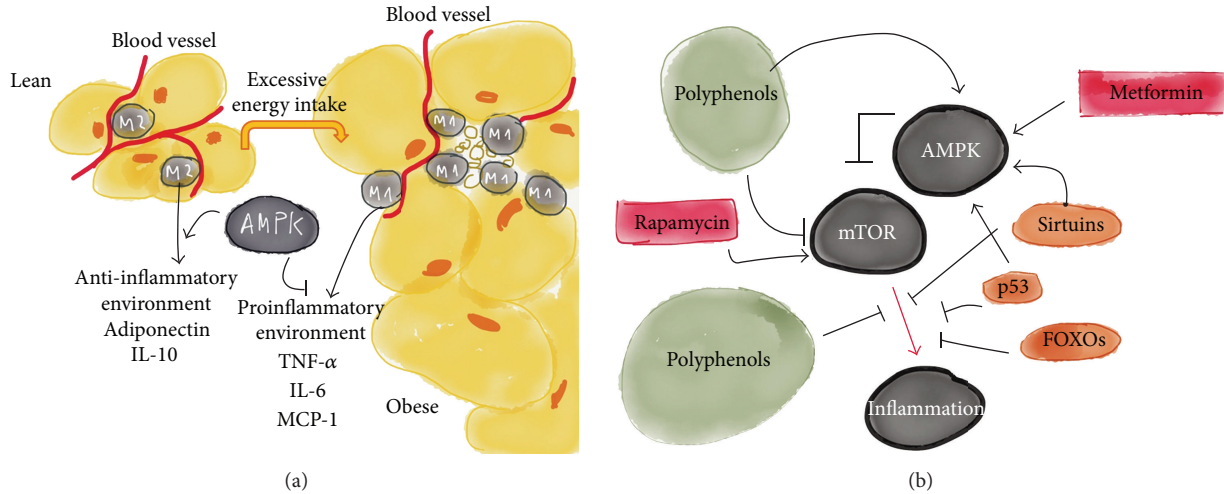 Blood vessel
Lean
M2
M2
Excessive
energy intake
Blood vessel
M1
M1
M1
M1
M1
M1
AMPK
Anti-inflammatory
environment
Adiponectin
IL-10
Proinflammatory
environment
TNF-α
IL-6
MCP-1
Obese
(a)
Polyphenols
Metformin
AMPK
Rapamycin
mTOR
Sirtuins
p53
Polyphenols
FOXOs
Inflammation
(b)